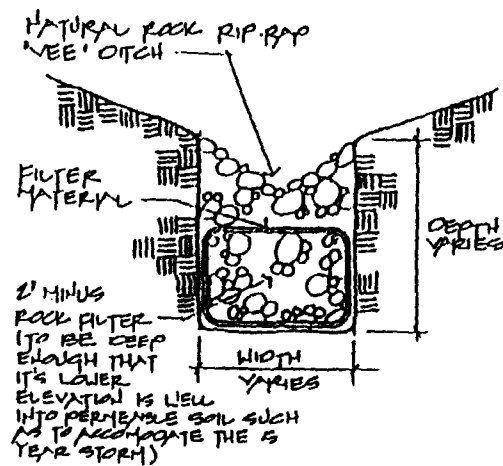 NATURAL ROCK RIP-RAP
'VEE' DITCH
FILTER
MATERIAL
DEPTH
VARIES
2" MINUS
ROCK FILTER
(TO BE DEEP
ENOUGH THAT
IT'S LOWER
ELEVATION IS WELL
INTO PERMEABLE SOIL SUCH
AS TO ACCOMODATE THE 5
YEAR STORM)
WIDTH
VARIES